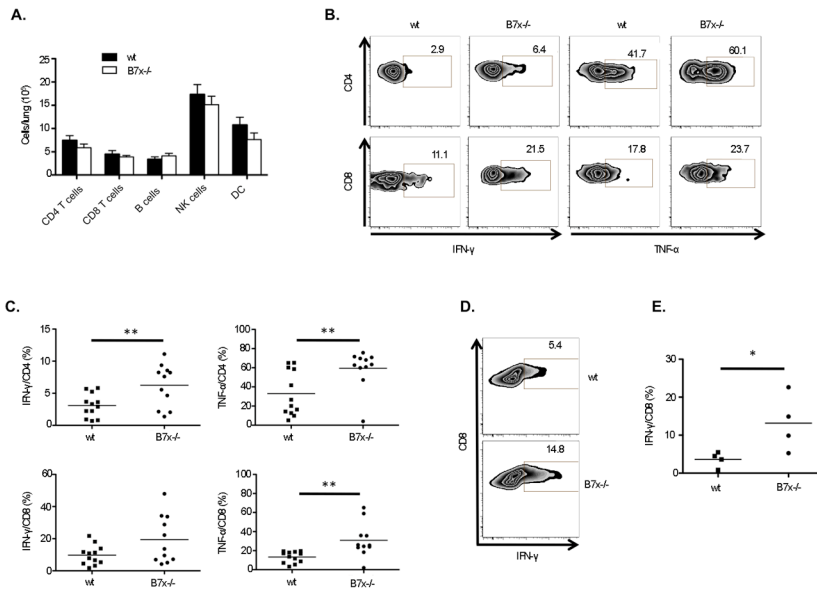 A.
wt
B7x-/-
Cells/lung (10⁵)
25
20
15
10
5
0
CD4 T cells
CD8 T cells
B cells
NK cells
DC
B.
wt
B7x-/-
wt
B7x-/-
CD4
2.9
6.4
41.7
60.1
CD8
11.1
21.5
17.8
23.7
IFN-γ
TNF-α
C.
IFN-γ/CD4 (%)
15
10
5
0
**
wt
B7x-/-
TNF-α/CD4 (%)
100
80
60
40
20
0
**
wt
B7x-/-
IFN-γ/CD8 (%)
60
40
20
0
wt
B7x-/-
TNF-α/CD8 (%)
100
80
60
40
20
0
**
wt
B7x-/-
D.
CD8
5.4
wt
14.8
B7x-/-
IFN-γ
E.
IFN-γ/CD8 (%)
30
20
10
0
*
wt
B7x-/-